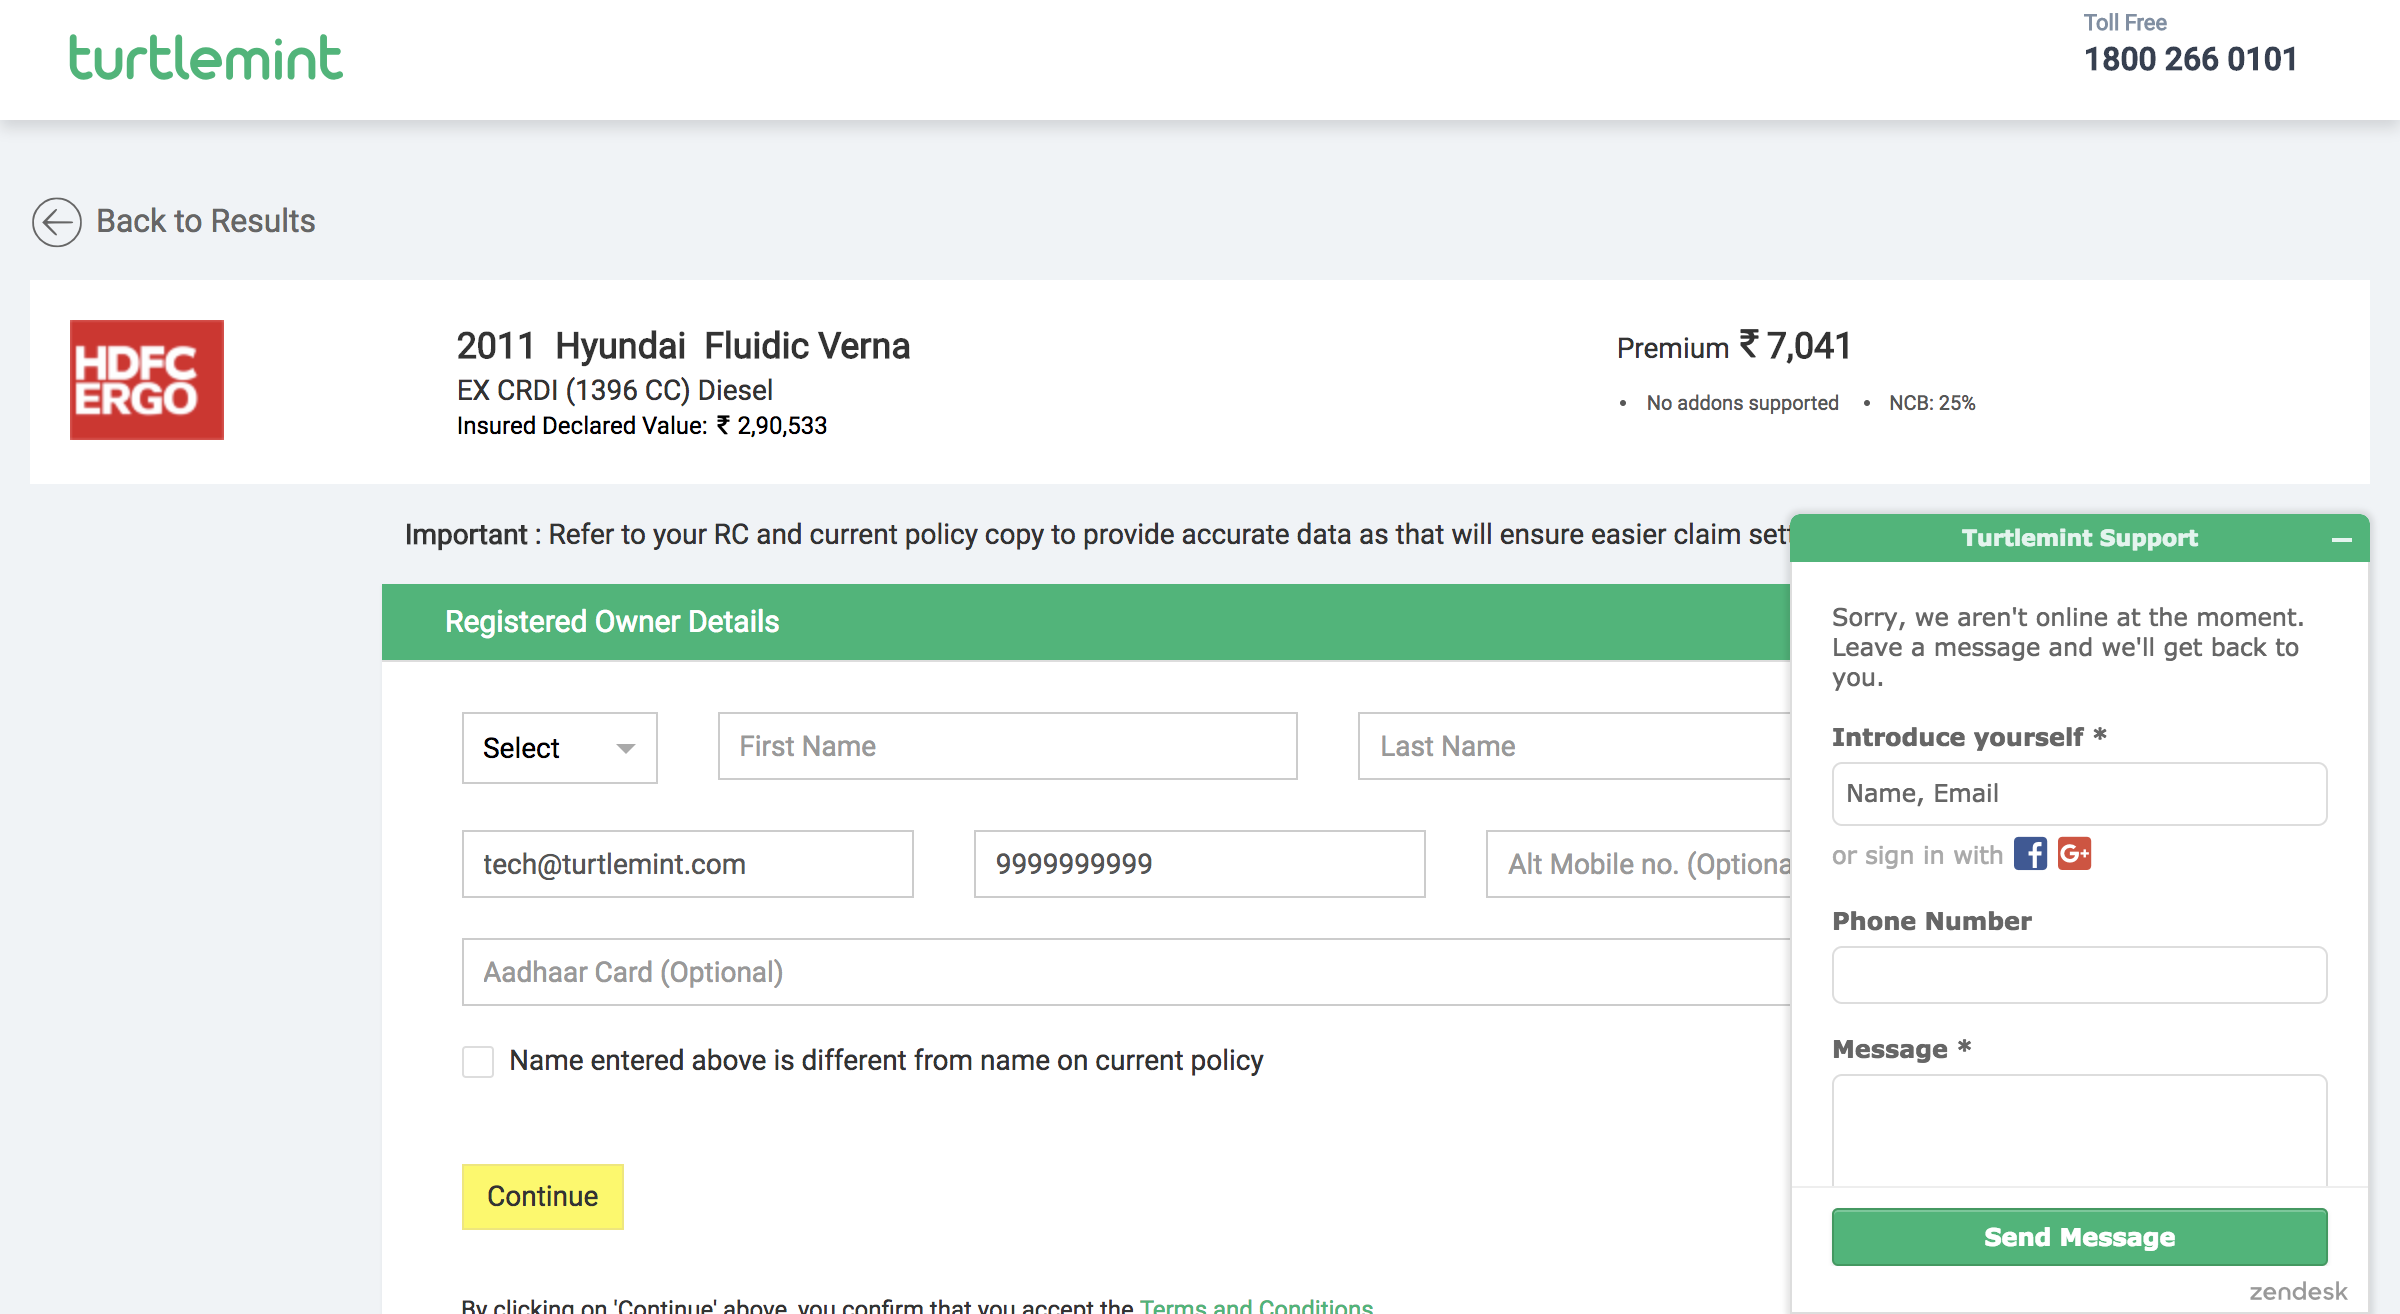 turtlemint
Toll Free
1800 266 0101
Back to Results
HDFC
ERGO
2011 Hyundai Fluidic Verna
EX CRDI (1396 CC) Diesel
Insured Declared Value: ₹ 2,90,533
Premium ₹ 7,041
• No addons supported • NCB: 25%
Important : Refer to your RC and current policy copy to provide accurate data as that will ensure easier claim set
Registered Owner Details
Select
First Name
Last Name
tech@turtlemint.com
9999999999
Alt Mobile no. (Optiona
Aadhaar Card (Optional)
Name entered above is different from name on current policy
Continue
By clicking on 'Continue' above, you confirm that you accept the Terms and Conditions
Turtlemint Support
Sorry, we aren't online at the moment.
Leave a message and we'll get back to
you.
Introduce yourself *
Name, Email
or sign in with f G+
Phone Number
Message *
Send Message
zendesk